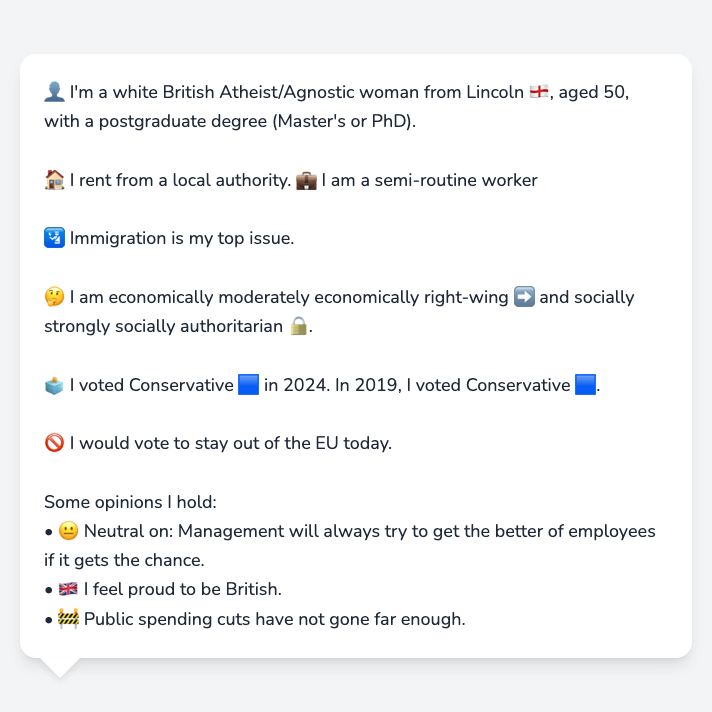 👤 I'm a white British Atheist/Agnostic woman from Lincoln 🏴󠁧󠁢󠁥󠁮󠁧󠁿, aged 50,
with a postgraduate degree (Master's or PhD).
🏠 I rent from a local authority. 💼 I am a semi-routine worker
🛂 Immigration is my top issue.
🤔 I am economically moderately economically right-wing ➡️ and socially
strongly socially authoritarian 🔒.
🗳️ I voted Conservative 🟦 in 2024. In 2019, I voted Conservative 🟦.
🚫 I would vote to stay out of the EU today.
Some opinions I hold:
• 😐 Neutral on: Management will always try to get the better of employees
if it gets the chance.
• 🇬🇧 I feel proud to be British.
• 🚧 Public spending cuts have not gone far enough.